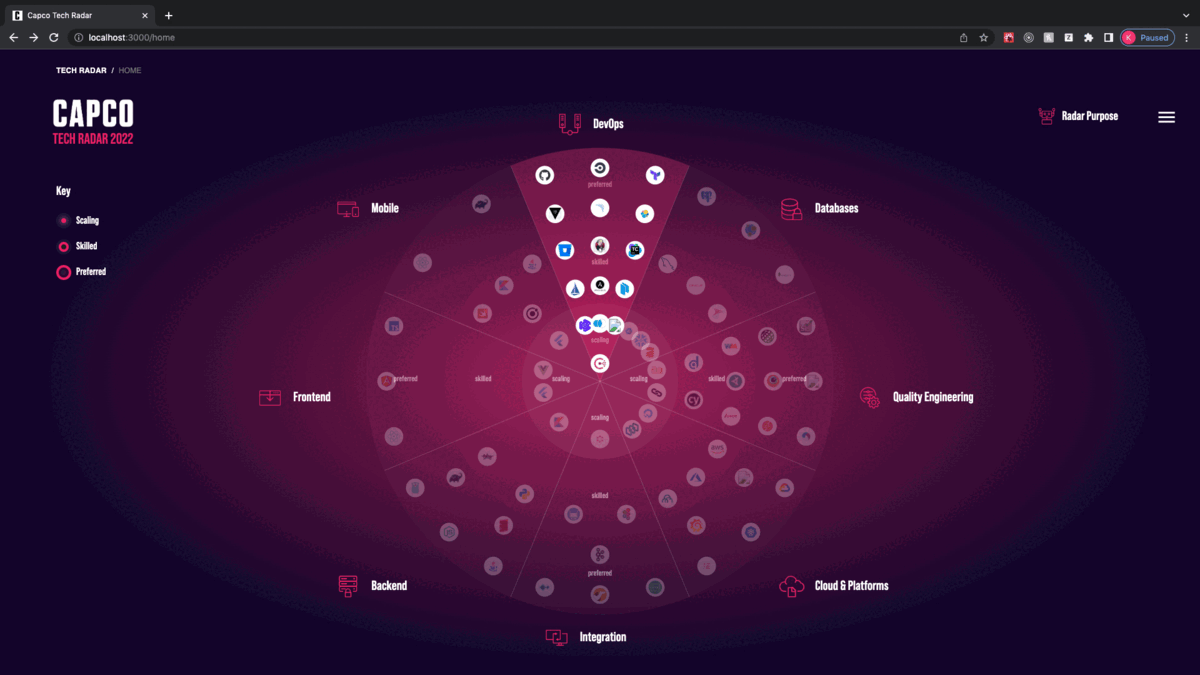 Capco Tech Radar
localhost:3000/home
K Paused
TECH RADAR / HOME
CAPCO
TECH RADAR 2022
Radar Purpose
Key
Scaling
Skilled
Preferred
DevOps
Mobile
Databases
Frontend
Quality Engineering
Backend
Cloud & Platforms
Integration
preferred
skilled
scaling
preferred
skilled
scaling
scaling
skilled
preferred
scaling
skilled
preferred
TC